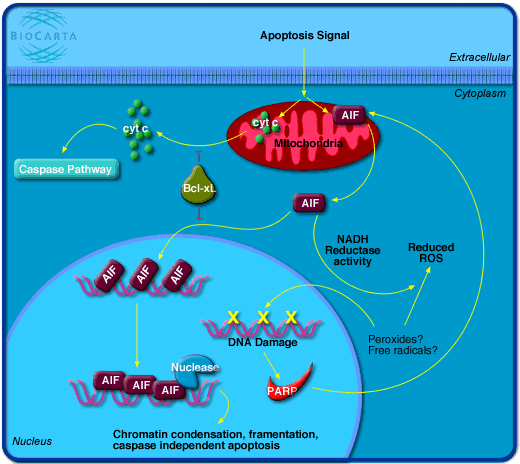 BIOCARTA
Apoptosis Signal
Extracellular
Cytoplasm
AIF
cyt c
cyt c
Mitochondria
Caspase Pathway
Bcl-xL
AIF
NADH
Reductase
activity
Reduced
ROS
AIF AIF AIF
X X X
DNA Damage
Peroxides?
Free radicals?
Nuclease
AIF AIF AIF
PARP
Chromatin condensation, framentation,
caspase independent apoptosis
Nucleus